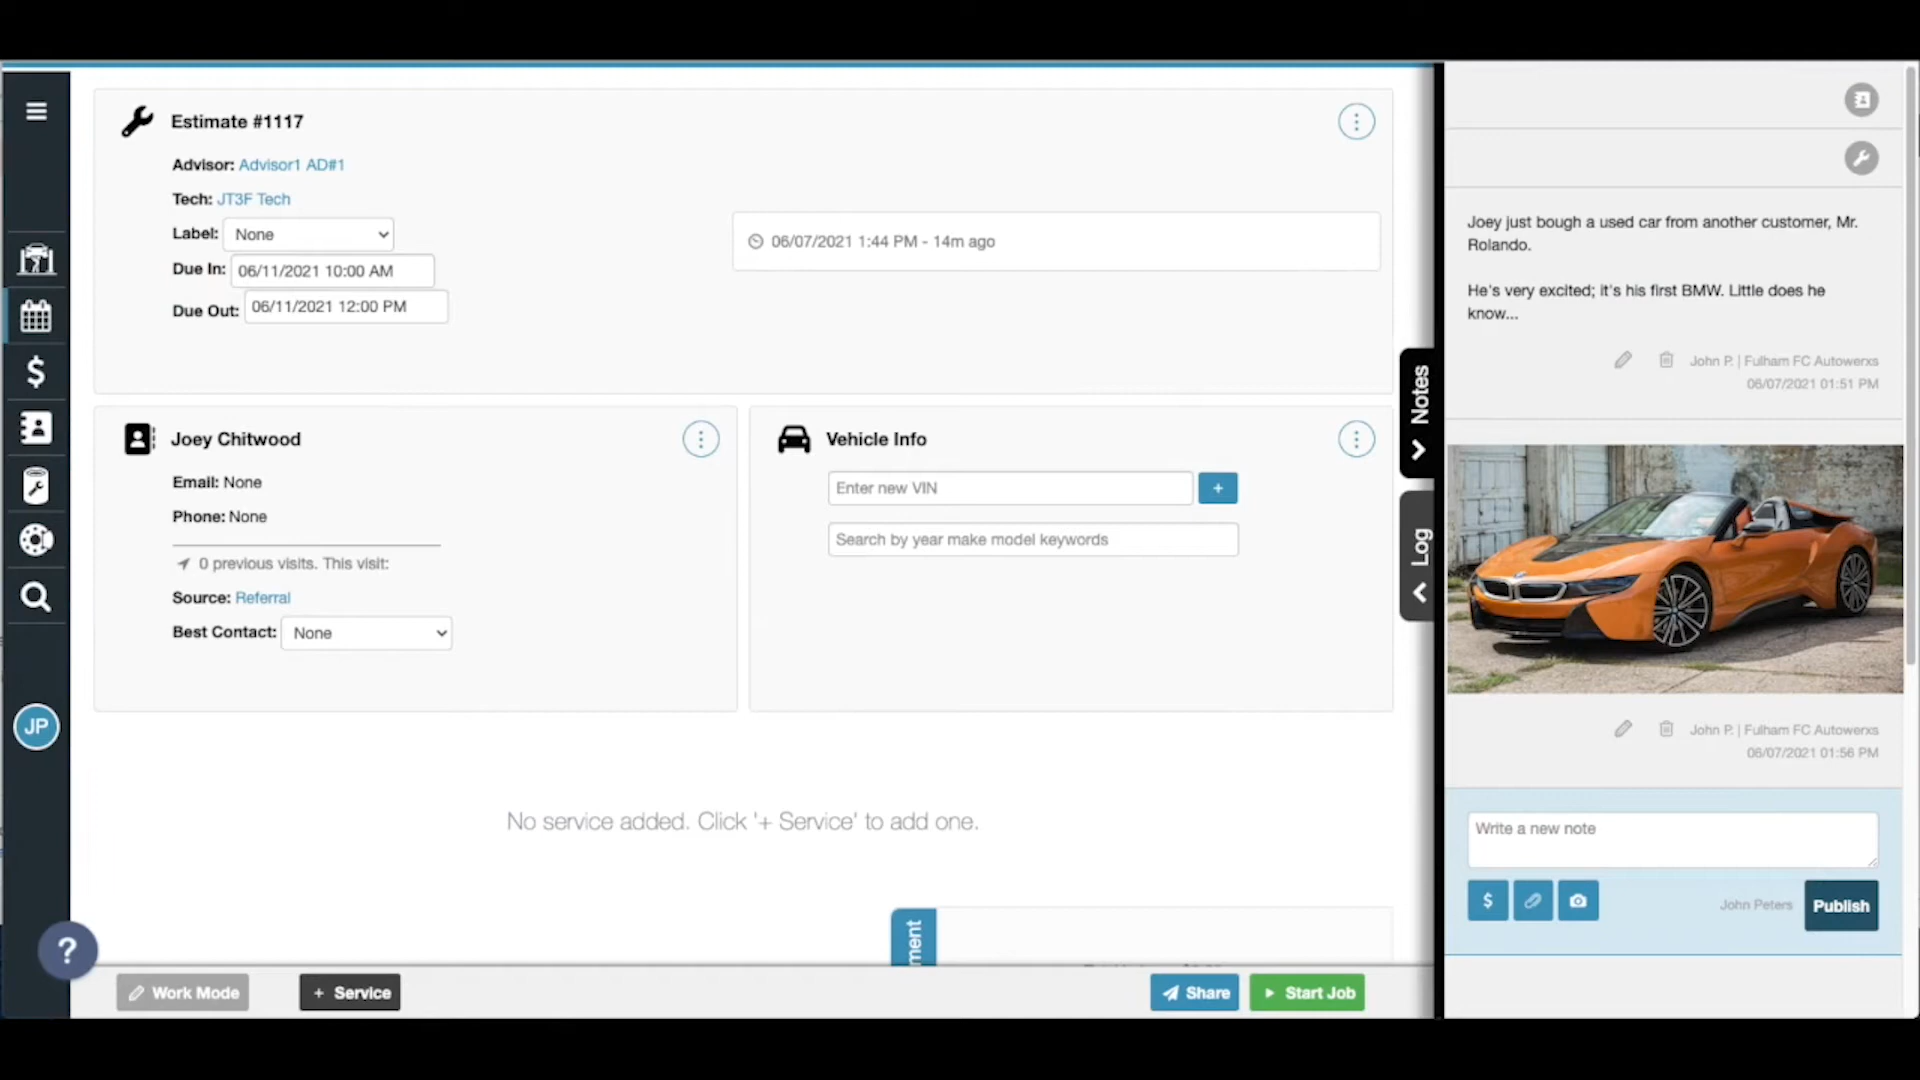 Estimate #1117
Advisor: Advisor1 AD#1
Tech: JT3F Tech
Label: None
Due In: 06/11/2021 10:00 AM
Due Out: 06/11/2021 12:00 PM
06/07/2021 1:44 PM - 14m ago
Joey Chitwood
Email: None
Phone: None
0 previous visits. This visit:
Source: Referral
Best Contact: None
Vehicle Info
Enter new VIN
+
Search by year make model keywords
No service added. Click '+ Service' to add one.
ment
JP
?
Work Mode
+ Service
Share
Start Job
Notes
Log
Joey just bough a used car from another customer, Mr.
Rolando.
He's very excited; it's his first BMW. Little does he
know...
John P. | Fulham FC Autowerxs
06/07/2021 01:51 PM
John P. | Fulham FC Autowerxs
06/07/2021 01:56 PM
Write a new note
$
John Peters
Publish